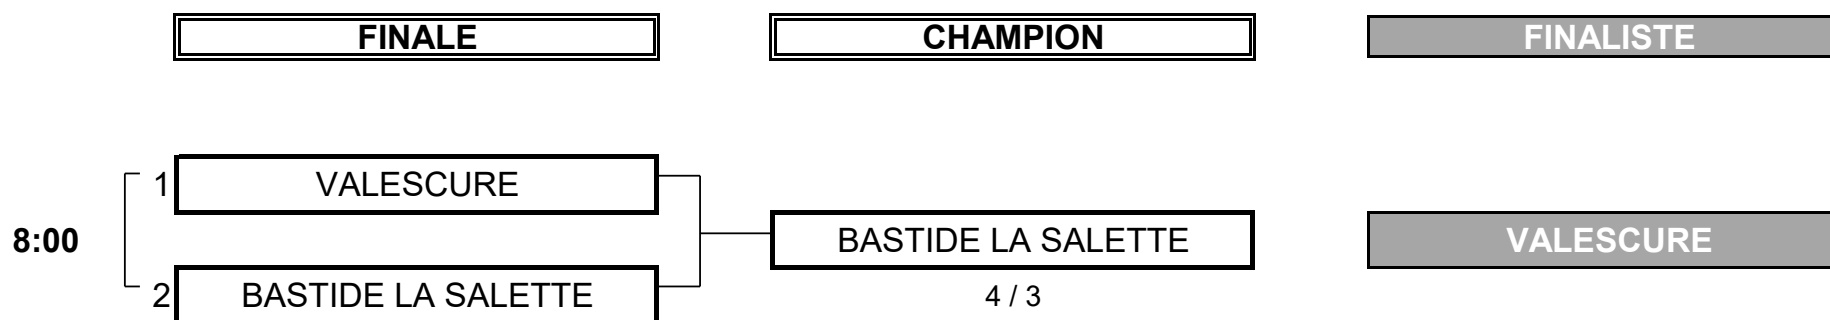 FINALE CHAMPION FINALISTE
1 VALESCURE
8:00 BASTIDE LA SALETTE VALESCURE
2 BASTIDE LA SALETTE 4 / 3